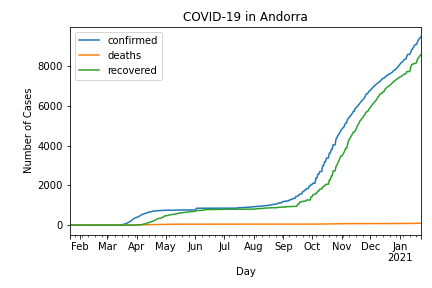 COVID-19 in Andorra
confirmed
deaths
recovered
Number of Cases
8000
6000
4000
2000
0
Feb Mar Apr May Jun Jul Aug Sep Oct Nov Dec Jan
2021
Day